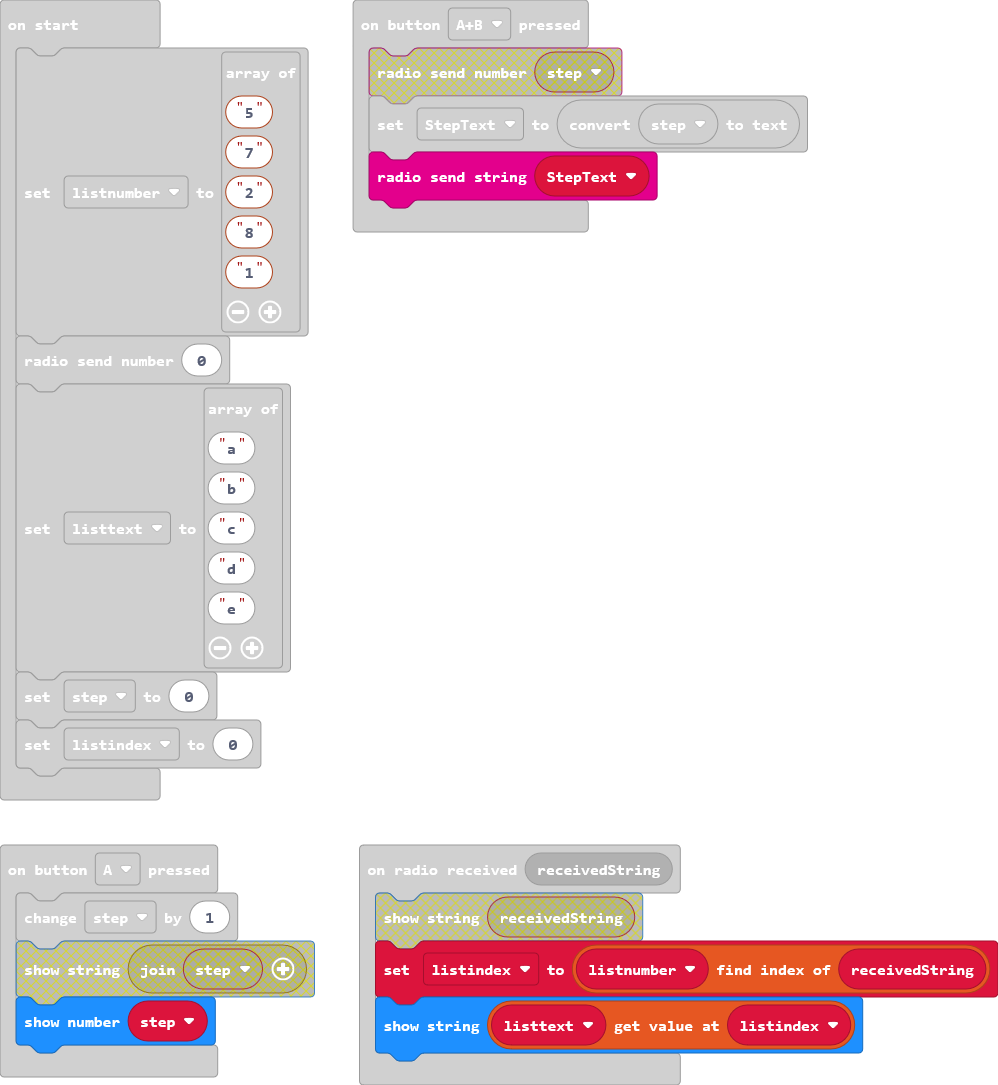 on start
set listnumber to array of
"5"
"7"
"2"
"8"
"1"
radio send number 0
set listtext to array of
"a"
"b"
"c"
"d"
"e"
set step to 0
set listindex to 0
on button A+B pressed
radio send number step
set StepText to convert step to text
radio send string StepText
on button A pressed
change step by 1
show string join step
show number step
on radio received receivedString
show string receivedString
set listindex to listnumber find index of receivedString
show string listtext get value at listindex